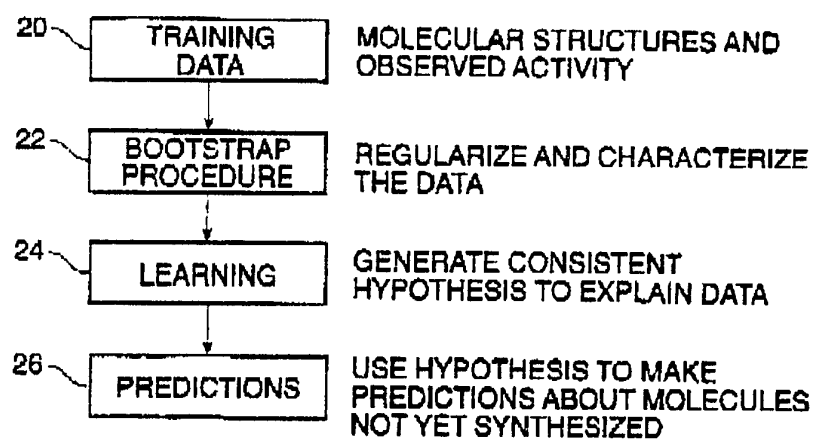 20
TRAINING
DATA
MOLECULAR STRUCTURES AND
OBSERVED ACTIVITY
22
BOOTSTRAP
PROCEDURE
REGULARIZE AND CHARACTERIZE
THE DATA
24
LEARNING
GENERATE CONSISTENT
HYPOTHESIS TO EXPLAIN DATA
26
PREDICTIONS
USE HYPOTHESIS TO MAKE
PREDICTIONS ABOUT MOLECULES
NOT YET SYNTHESIZED